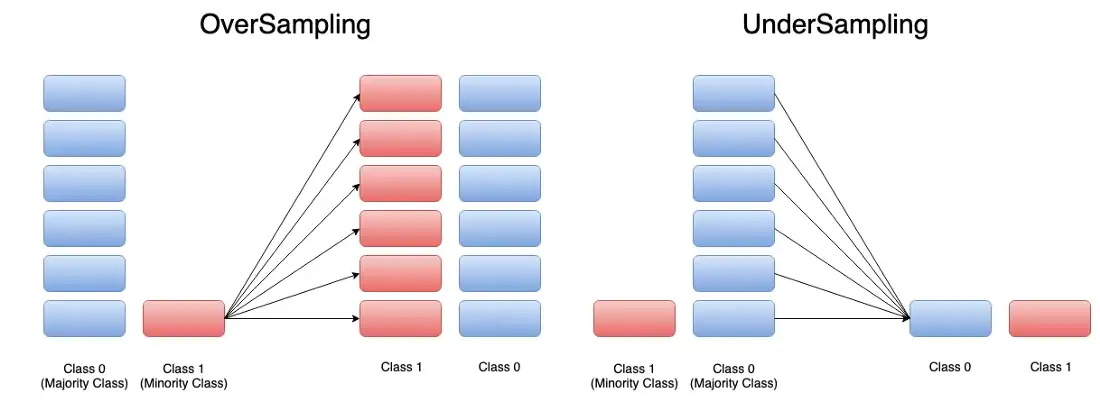 OverSampling
UnderSampling
Class 0
(Majority Class)
Class 1
(Minority Class)
Class 1
Class 0
Class 1
(Minority Class)
Class 0
(Majority Class)
Class 0
Class 1